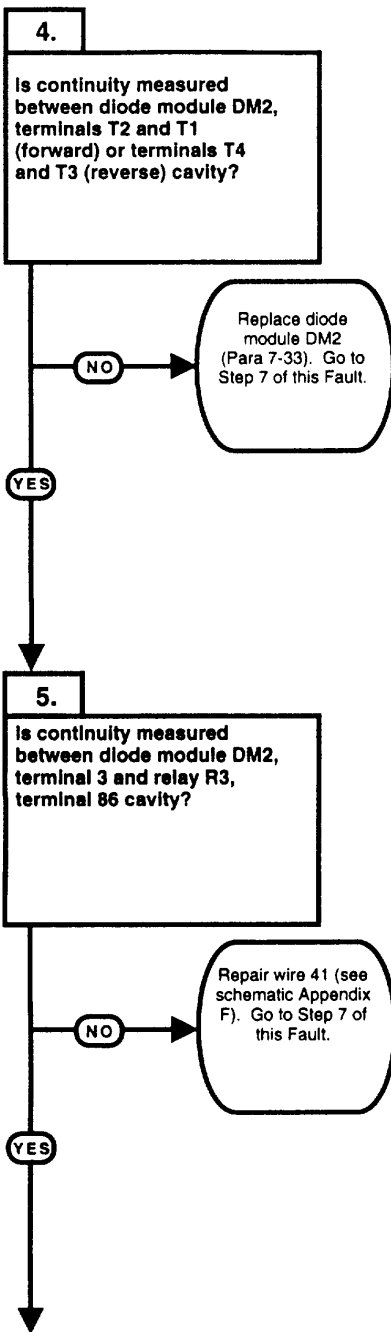 4.
Is continuity measured
between diode module DM2,
terminals T2 and T1
(forward) or terminals T4
and T3 (reverse) cavity?
NO
Replace diode
module DM2
(Para 7-33). Go to
Step 7 of this Fault.
YES
5.
Is continuity measured
between diode module DM2,
terminal 3 and relay R3,
terminal 86 cavity?
NO
Repair wire 41 (see
schematic Appendix
F). Go to Step 7 of
this Fault.
YES